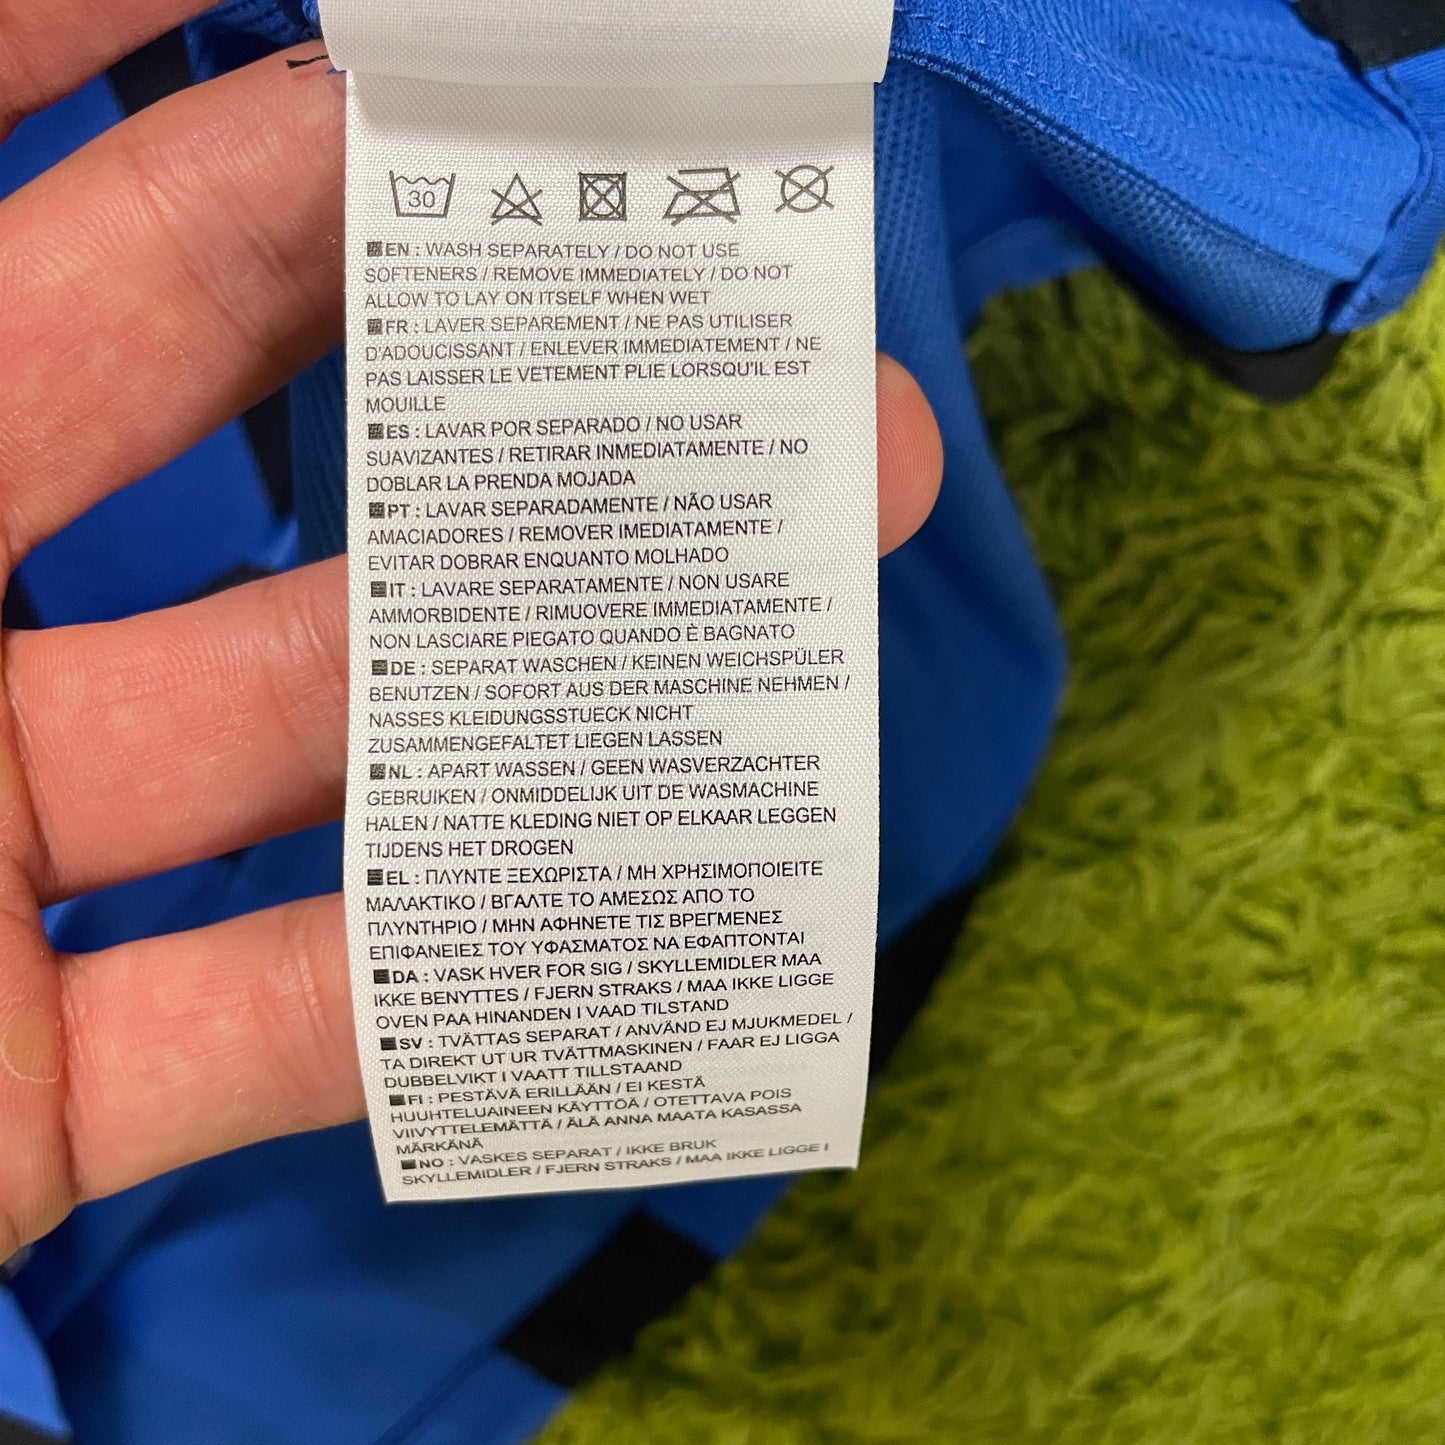 30
EN : WASH SEPARATELY / DO NOT USE
SOFTENERS / REMOVE IMMEDIATELY / DO NOT
ALLOW TO LAY ON ITSELF WHEN WET
FR : LAVER SEPAREMENT / NE PAS UTILISER
D'ADOUCISSANT / ENLEVER IMMEDIATEMENT / NE
PAS LAISSER LE VETEMENT PLIE LORSQU'IL EST
MOUILLE
ES : LAVAR POR SEPARADO / NO USAR
SUAVIZANTES / RETIRAR INMEDIATAMENTE / NO
DOBLAR LA PRENDA MOJADA
PT : LAVAR SEPARADAMENTE / NÃO USAR
AMACIADORES / REMOVER IMEDIATAMENTE /
EVITAR DOBRAR ENQUANTO MOLHADO
IT : LAVARE SEPARATAMENTE / NON USARE
AMMORBIDENTE / RIMUOVERE IMMEDIATAMENTE /
NON LASCIARE PIEGATO QUANDO È BAGNATO
DE : SEPARAT WASCHEN / KEINEN WEICHSPÜLER
BENUTZEN / SOFORT AUS DER MASCHINE NEHMEN /
NASSES KLEIDUNGSSTUECK NICHT
ZUSAMMENGEFALTET LIEGEN LASSEN
NL : APART WASSEN / GEEN WASVERZACHTER
GEBRUIKEN / ONMIDDELIJK UIT DE WASMACHINE
HALEN / NATTE KLEDING NIET OP ELKAAR LEGGEN
TIJDENS HET DROGEN
EL : ΠΛΥΝΤΕ ΞΕΧΩΡΙΣΤΑ / ΜΗ ΧΡΗΣΙΜΟΠΟΙΕΙΤΕ
ΜΑΛΑΚΤΙΚΟ / ΒΓΑΛΤΕ ΤΟ ΑΜΕΣΩΣ ΑΠΟ ΤΟ
ΠΛΥΝΤΗΡΙΟ / ΜΗΝ ΑΦΗΝΕΤΕ ΤΙΣ ΒΡΕΓΜΕΝΕΣ
ΕΠΙΦΑΝΕΙΕΣ ΤΟΥ ΥΦΑΣΜΑΤΟΣ ΝΑ ΕΦΑΠΤΟΝΤΑΙ
DA : VASK HVER FOR SIG / SKYLLEMIDLER MAA
IKKE BENYTTES / FJERN STRAKS / MAA IKKE LIGGE
OVEN PAA HINANDEN I VAAD TILSTAND
SV : TVÄTTAS SEPARAT / ANVÄND EJ MJUKMEDEL /
TA DIREKT UT UR TVÄTTMASKINEN / FAAR EJ LIGGA
DUBBELVIKT I VAATT TILLSTAAND
FI : PESTÄVÄ ERILLÄÄN / EI KESTÄ
HUUHTELUAINEEN KÄYTTÖÄ / OTETTAVA POIS
VIIVYTTELEMÄTTÄ / ÄLÄ ANNA MAATA KASASSA
MÄRKÄNÄ
NO : VASKES SEPARAT / IKKE BRUK
SKYLLEMIDLER / FJERN STRAKS / MAA IKKE LIGGE I